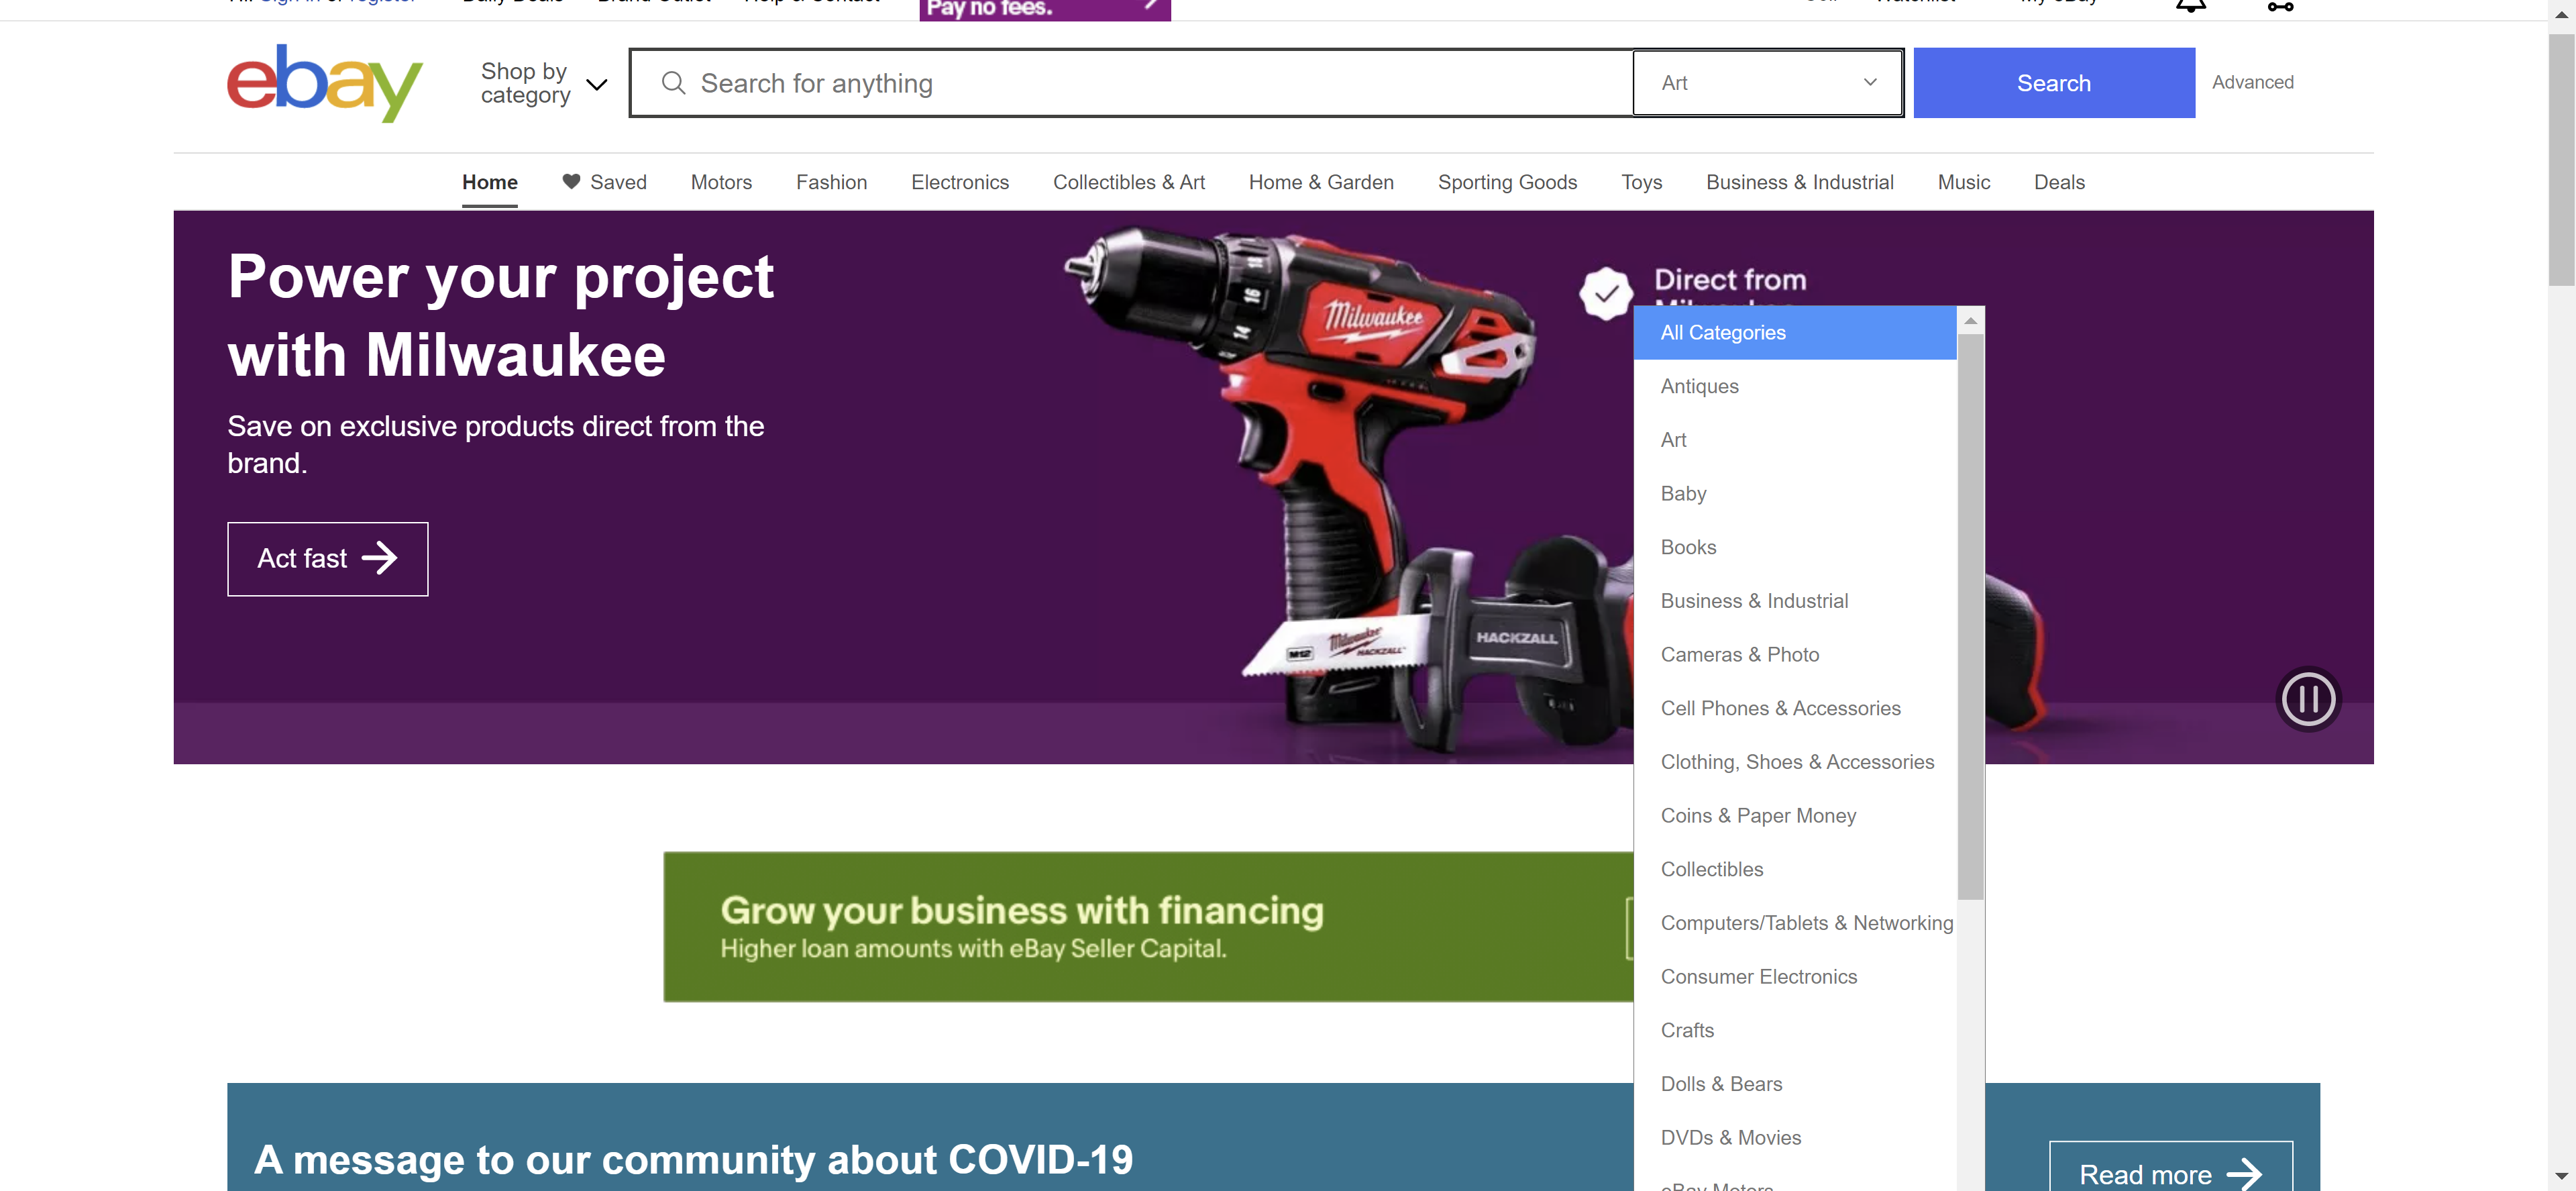 Pay no fees.
ebay
Shop by
category
Search for anything
Art
Search
Advanced
Home
Saved
Motors
Fashion
Electronics
Collectibles & Art
Home & Garden
Sporting Goods
Toys
Business & Industrial
Music
Deals
Power your project
with Milwaukee
Save on exclusive products direct from the
brand.
Act fast
Milwaukee
16
14
Direct from
M12
Milwaukee
HACKZALL
HACKZALL
All Categories
Antiques
Art
Baby
Books
Business & Industrial
Cameras & Photo
Cell Phones & Accessories
Clothing, Shoes & Accessories
Coins & Paper Money
Collectibles
Computers/Tablets & Networking
Consumer Electronics
Crafts
Dolls & Bears
DVDs & Movies
Grow your business with financing
Higher loan amounts with eBay Seller Capital.
A message to our community about COVID-19
Read more